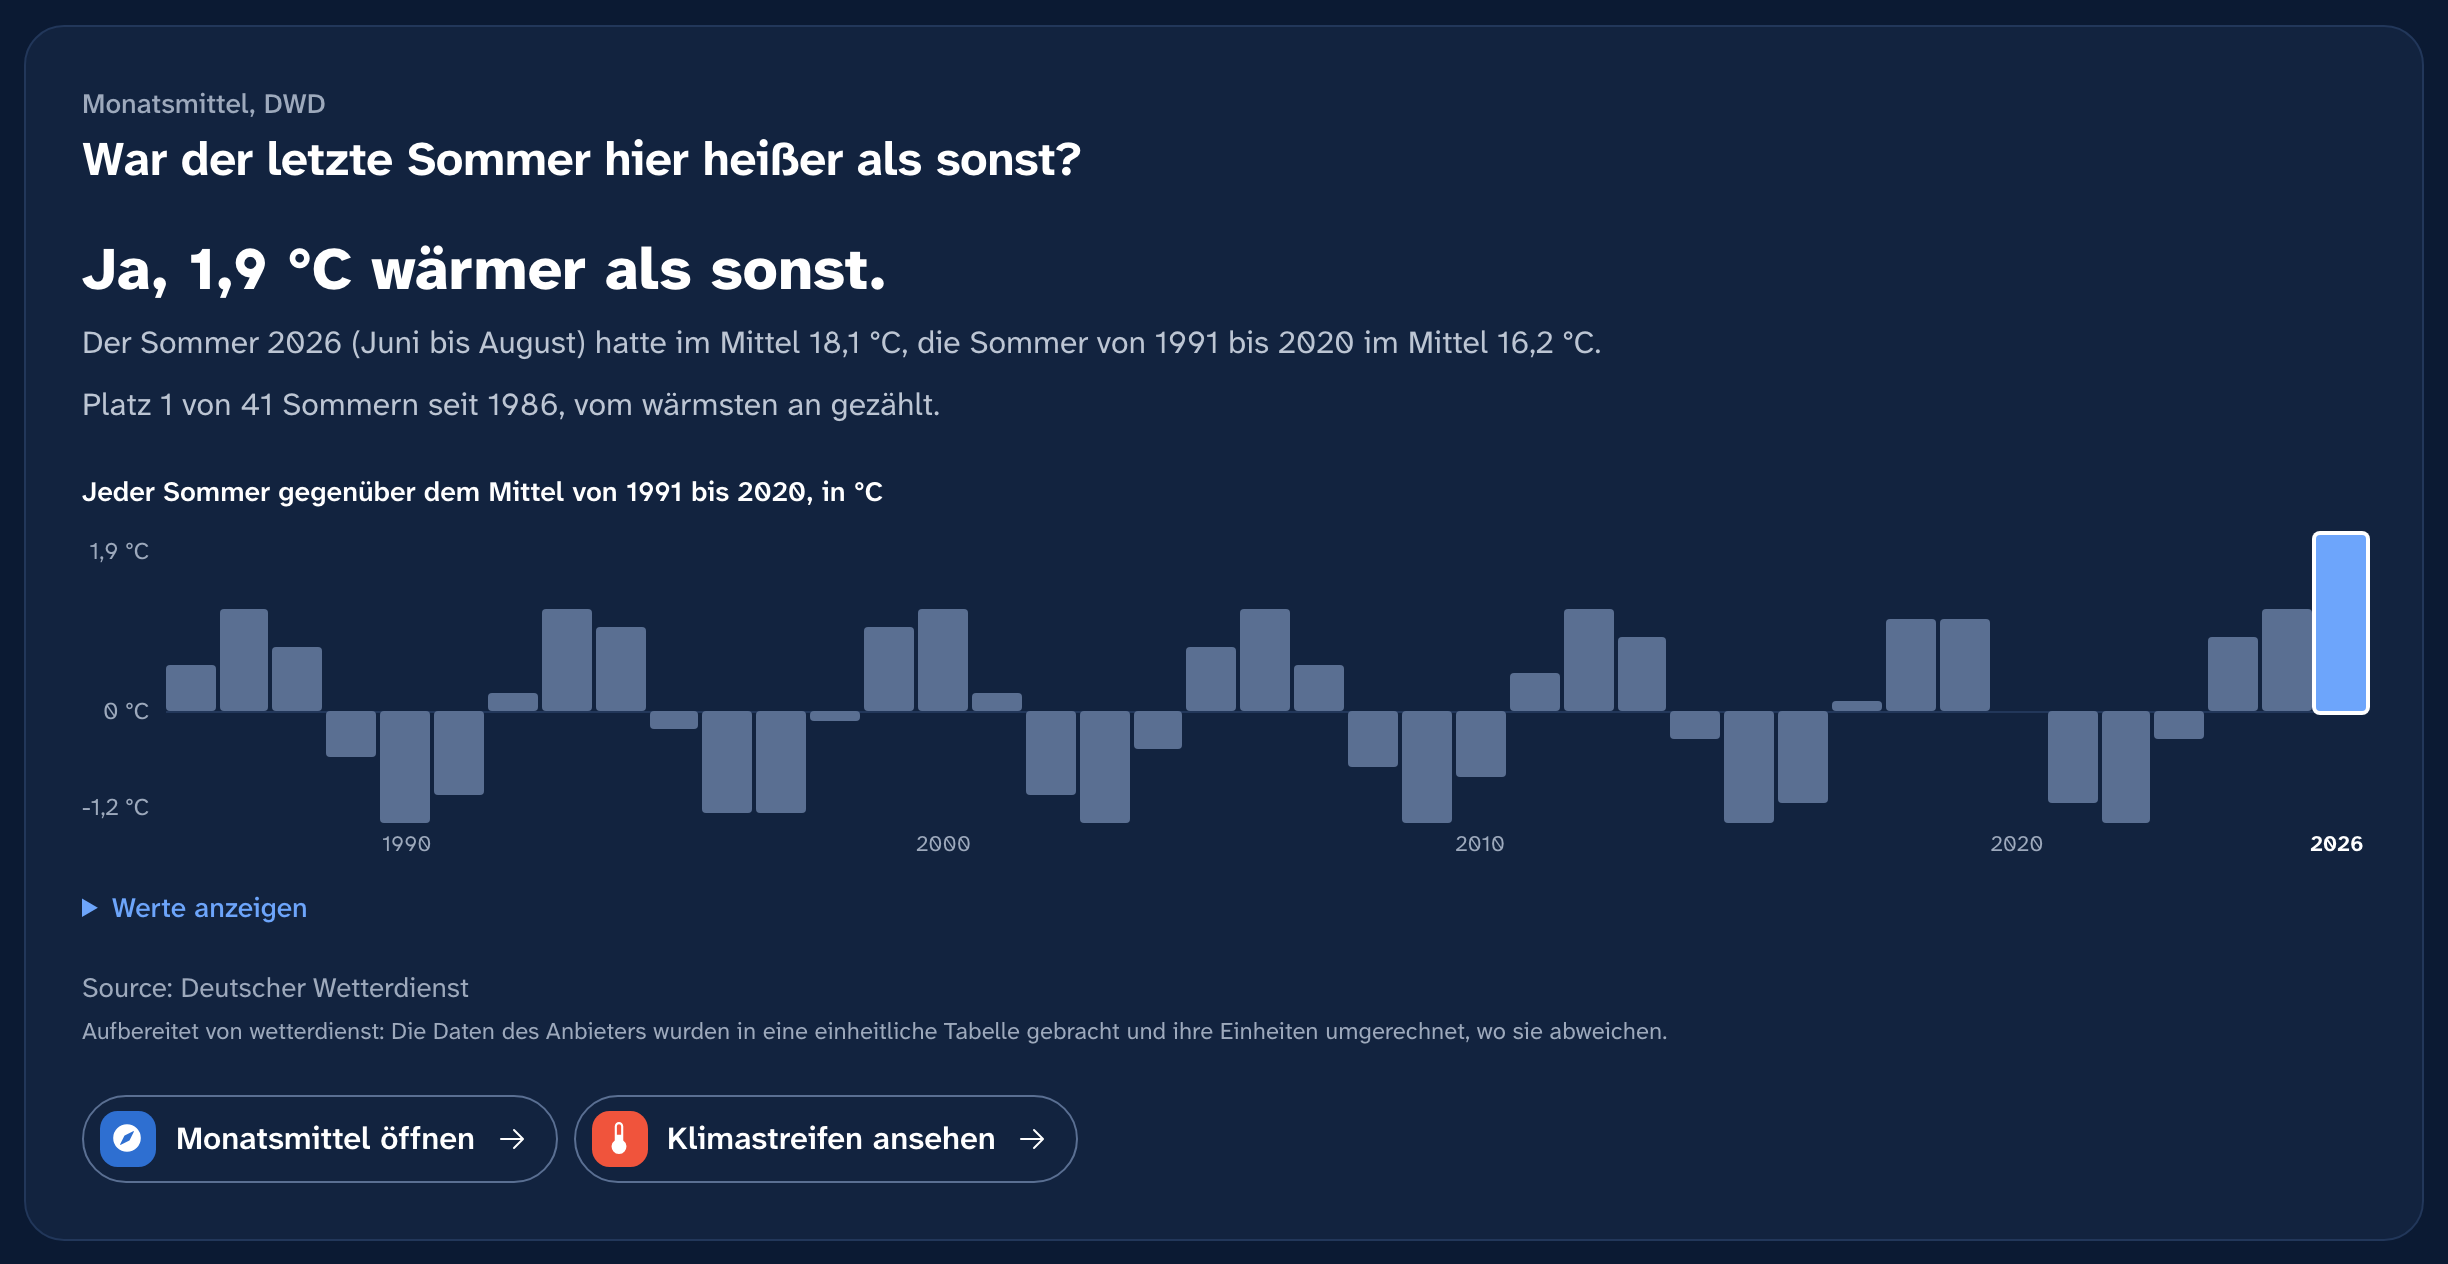 Monatsmittel, DWD
War der letzte Sommer hier heißer als sonst?
Ja, 1,9 °C wärmer als sonst.
Der Sommer 2026 (Juni bis August) hatte im Mittel 18,1 °C, die Sommer von 1991 bis 2020 im Mittel 16,2 °C.
Platz 1 von 41 Sommern seit 1986, vom wärmsten an gezählt.
Jeder Sommer gegenüber dem Mittel von 1991 bis 2020, in °C
1,9 °C
0 °C
-1,2 °C
1990 2000 2010 2020 2026
Werte anzeigen
Source: Deutscher Wetterdienst
Aufbereitet von wetterdienst: Die Daten des Anbieters wurden in eine einheitliche Tabelle gebracht und ihre Einheiten umgerechnet, wo sie abweichen.
Monatsmittel öffnen → Klimastreifen ansehen →